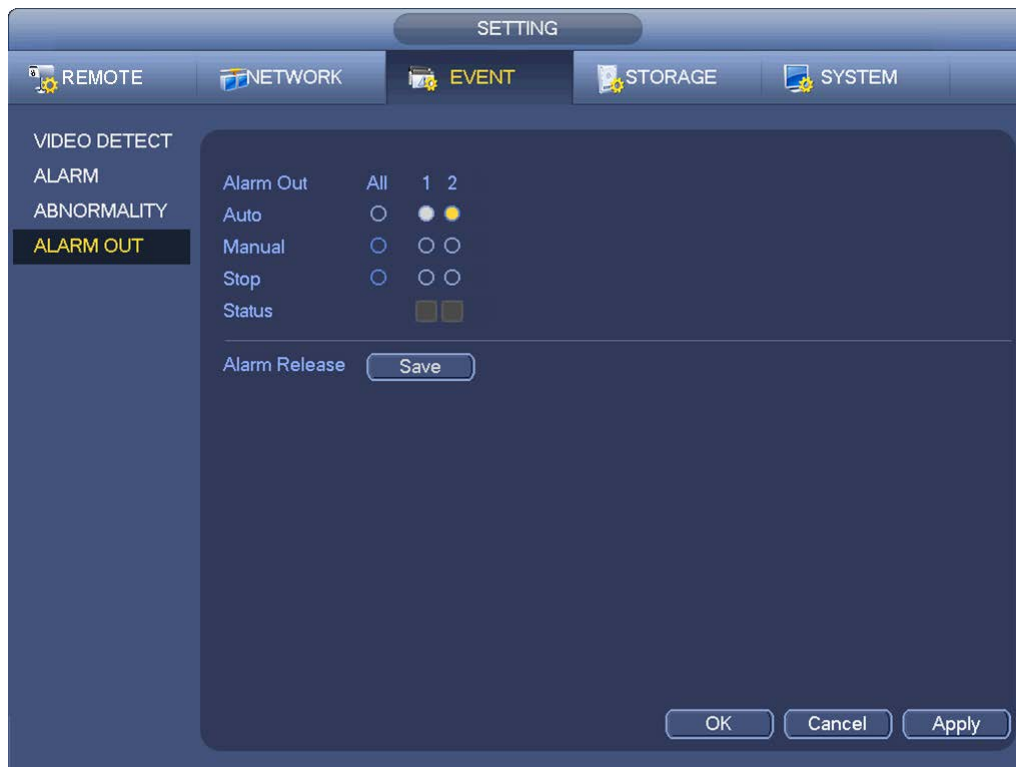 SETTING
REMOTE NETWORK EVENT STORAGE SYSTEM
VIDEO DETECT
ALARM
ABNORMALITY
ALARM OUT
Alarm Out All 1 2
Auto
Manual
Stop
Status
Alarm Release Save
OK Cancel Apply